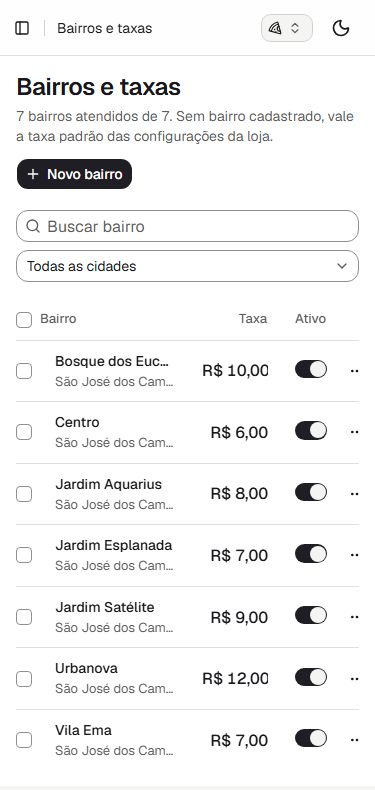 Bairros e taxas
Bairros e taxas
7 bairros atendidos de 7. Sem bairro cadastrado, vale
a taxa padrão das configurações da loja.
Novo bairro
Buscar bairro
Todas as cidades
Bairro Taxa Ativo
Bosque dos Euc...
São José dos Cam...
R$ 10,00
Centro
São José dos Cam...
R$ 6,00
Jardim Aquarius
São José dos Cam...
R$ 8,00
Jardim Esplanada
São José dos Cam...
R$ 7,00
Jardim Satélite
São José dos Cam...
R$ 9,00
Urbanova
São José dos Cam...
R$ 12,00
Vila Ema
São José dos Cam...
R$ 7,00